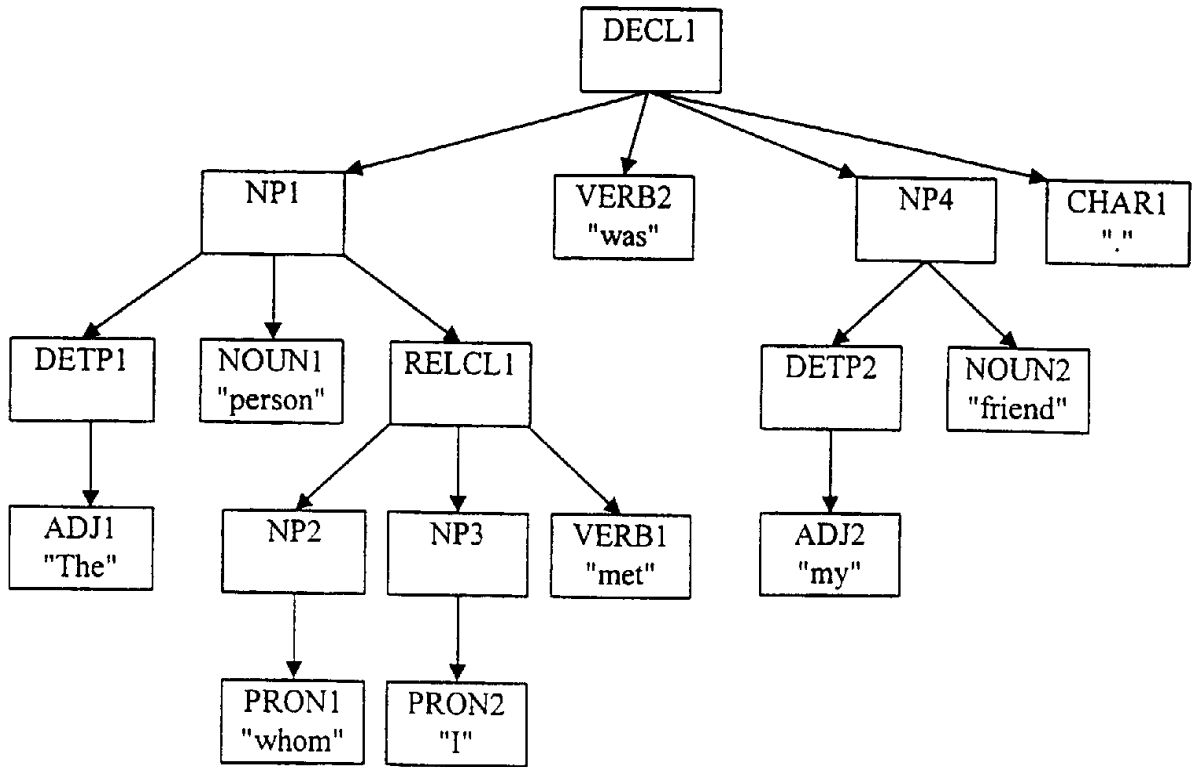 DECL1
NP1
VERB2
"was"
NP4
CHAR1
"."
DETP1
NOUN1
"person"
RELCL1
DETP2
NOUN2
"friend"
ADJ1
"The"
NP2
NP3
VERB1
"met"
ADJ2
"my"
PRON1
"whom"
PRON2
"I"